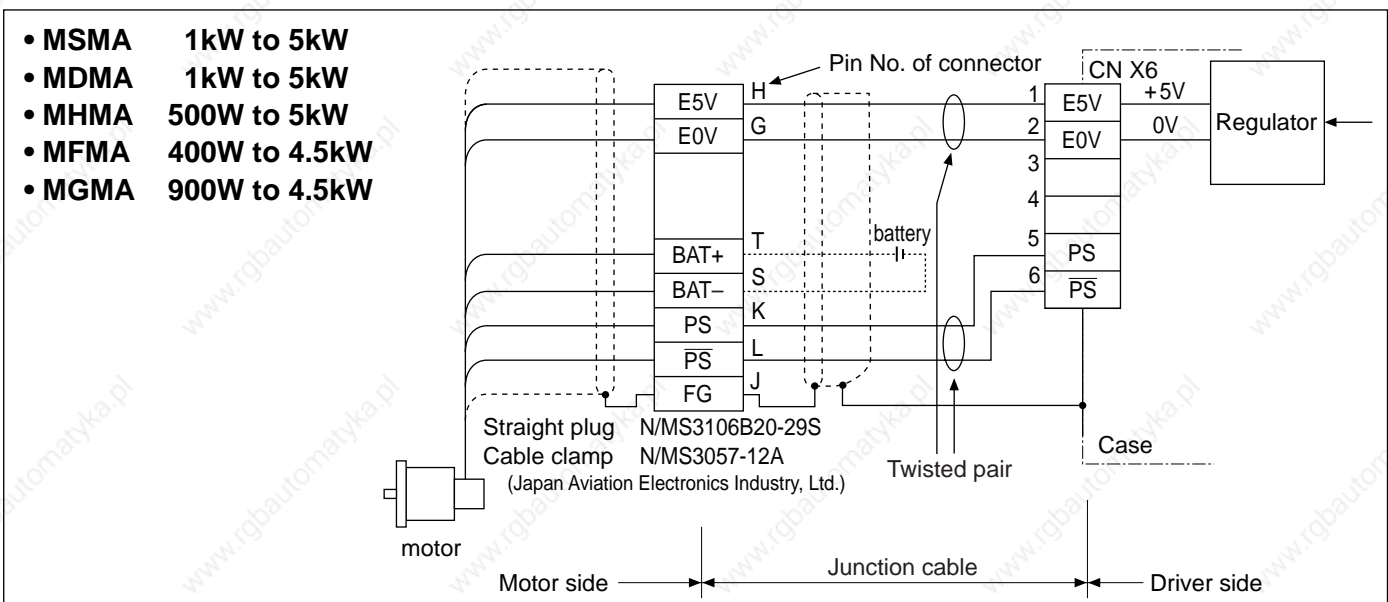 • MSMA 1kW to 5kW
• MDMA 1kW to 5kW
• MHMA 500W to 5kW
• MFMA 400W to 4.5kW
• MGMA 900W to 4.5kW
Pin No. of connector
CN X6
E5V H
E0V G
BAT+ T
BAT– S
PS K
P̅S̅ L
FG J
battery
1 E5V +5V
2 E0V 0V
3
4
5 PS
6 P̅S̅
Regulator
Straight plug N/MS3106B20-29S
Cable clamp N/MS3057-12A
(Japan Aviation Electronics Industry, Ltd.)
Twisted pair
Case
motor
Motor side
Junction cable
Driver side
www.rgbautomatyka.pl